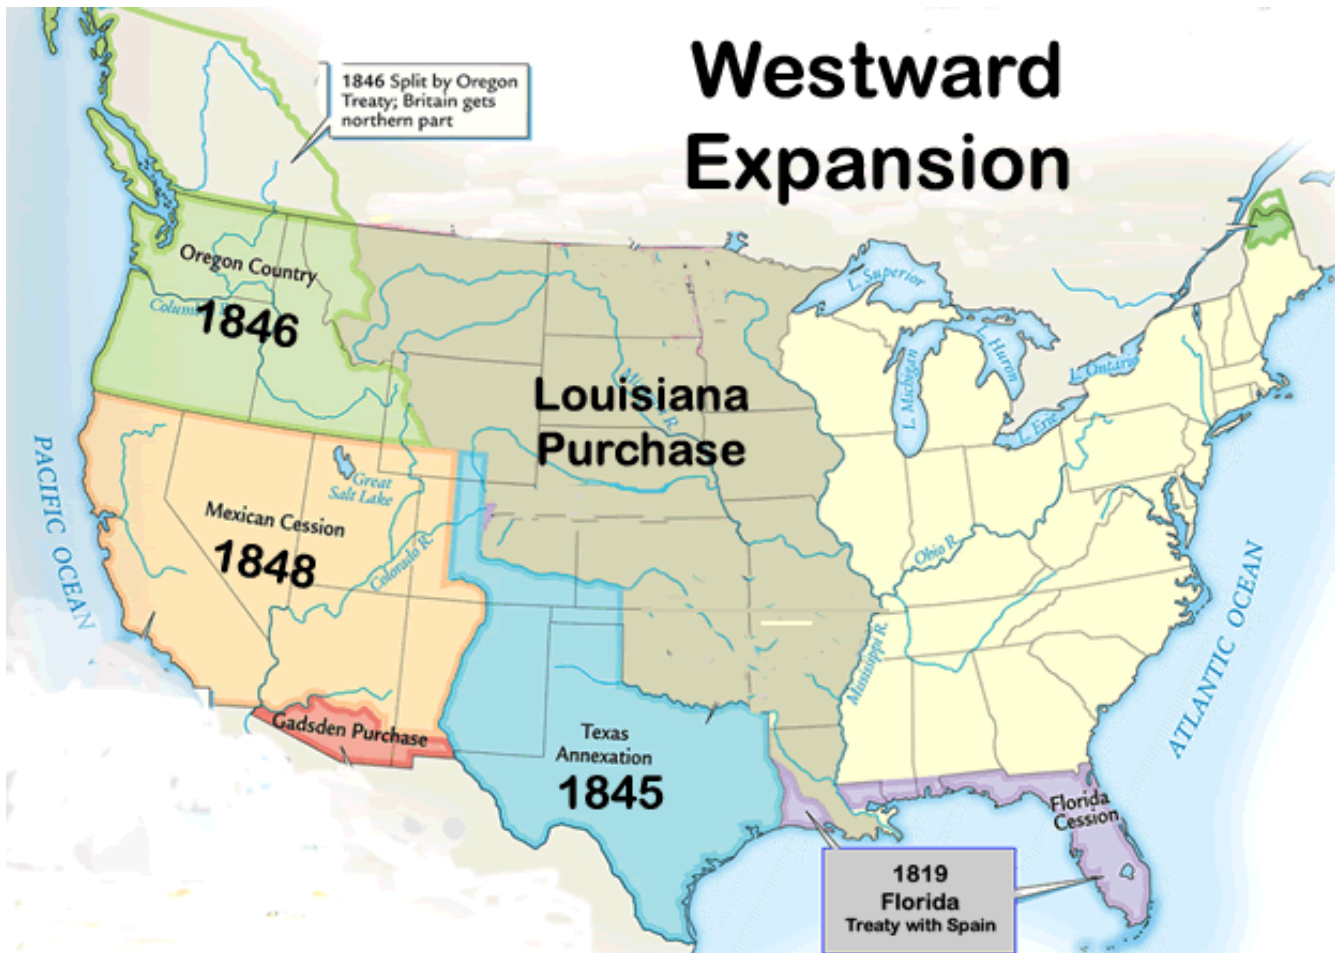 Westward
Expansion
1846 Split by Oregon
Treaty; Britain gets
northern part
Oregon Country
1846
L. Superior
L. Michigan
L. Huron
L. Ontario
L. Erie
Louisiana
Purchase
PACIFIC OCEAN
Great
Salt Lake
Mexican Cession
1848
Colorado R.
Ohio R.
Mississippi R.
ATLANTIC OCEAN
Gadsden Purchase
Texas
Annexation
1845
Florida
Cession
1819
Florida
Treaty with Spain